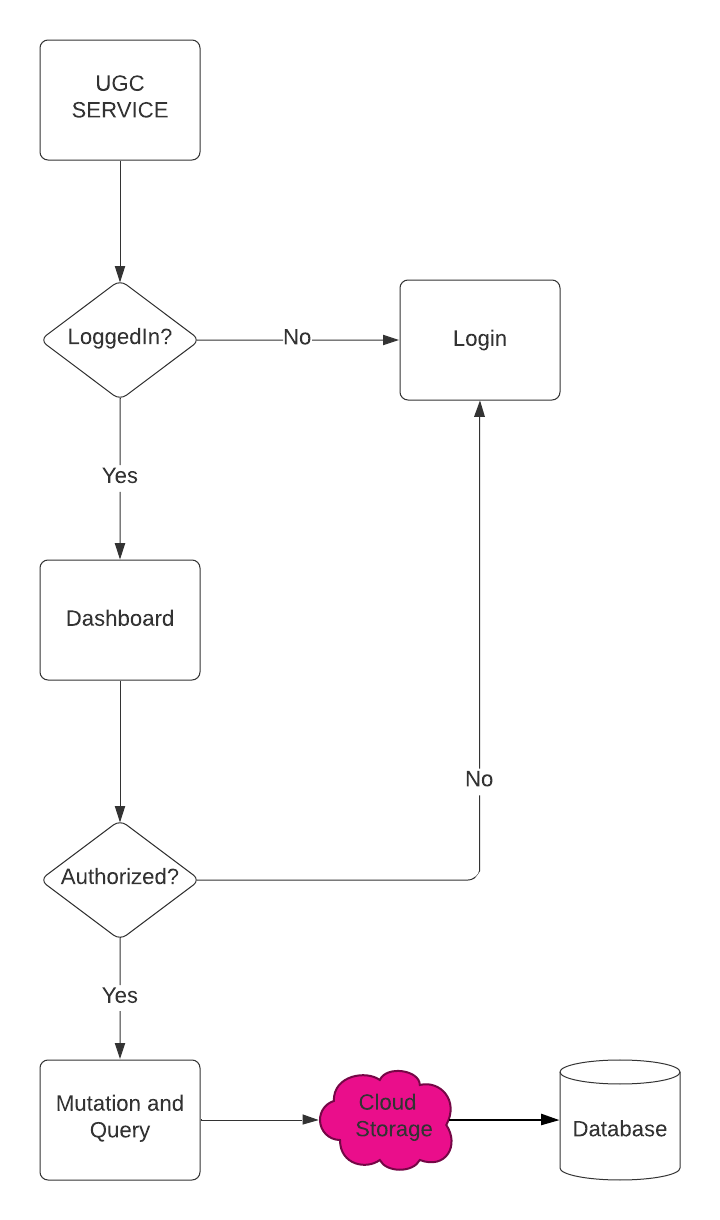 UGC
SERVICE
LoggedIn?
No
Login
Yes
Dashboard
No
Authorized?
Yes
Mutation and
Query
Cloud
Storage
Database